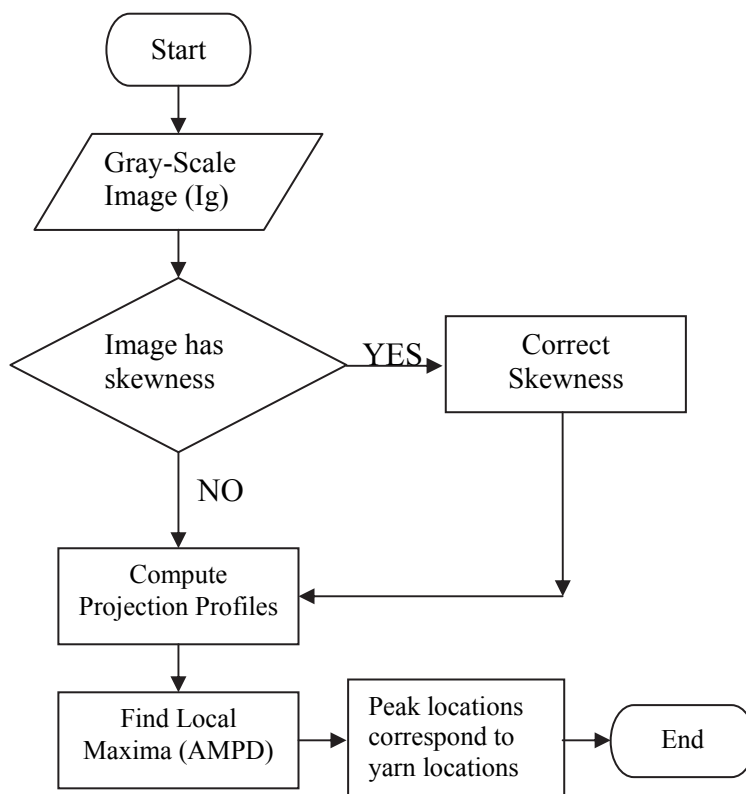 Start
Gray-Scale
Image (Ig)
Image has
skewness
YES
Correct
Skewness
NO
Compute
Projection Profiles
Find Local
Maxima (AMPD)
Peak locations
correspond to
yarn locations
End